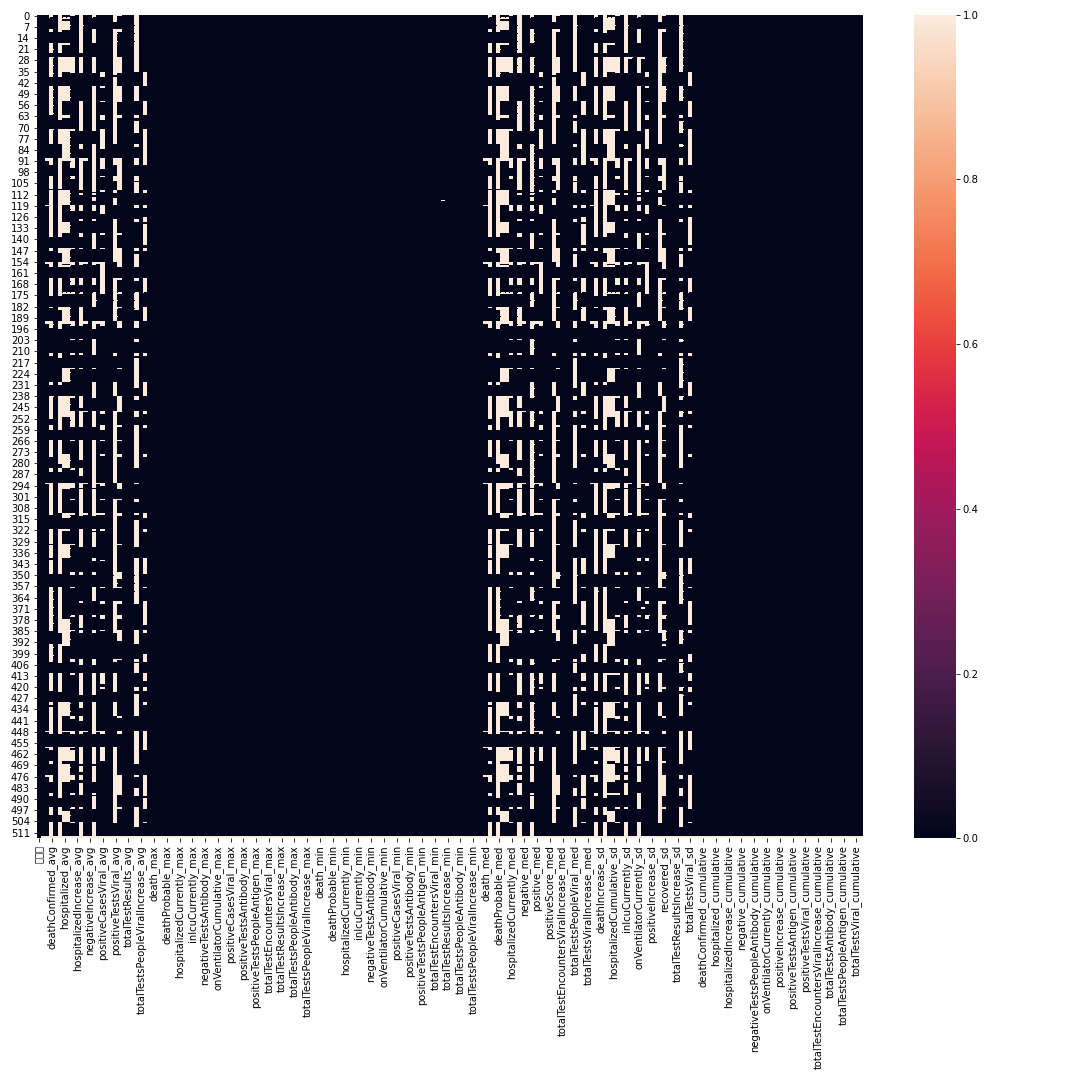 0
7
14
21
28
35
42
49
56
63
70
77
84
91
98
105
112
119
126
133
140
147
154
161
168
175
182
189
196
203
210
217
224
231
238
245
252
259
266
273
280
287
294
301
308
315
322
329
336
343
350
357
364
371
378
385
392
399
406
413
420
427
434
441
448
455
462
469
476
483
490
497
504
511
□□□
deathConfirmed_avg
hospitalized_avg
hospitalizedIncrease_avg
negativeIncrease_avg
positiveCases_avg
positiveTests_avg
totalTestResults_avg
totalTestsPeopleViralIncrease_avg
death_max
deathProbable_max
hospitalizedCurrently_max
inIcuCurrently_max
negativeTestsAntibody_max
onVentilatorCumulative_max
positiveCasesViral_max
positiveTestsAntibody_max
positiveTestsPeopleAntigen_max
totalTestEncountersViral_max
totalTestResultsIncrease_max
totalTestsPeopleAntibody_max
totalTestsPeopleViralIncrease_max
death_min
deathProbable_min
hospitalizedCurrently_min
inIcuCurrently_min
negativeTestsAntibody_min
onVentilatorCumulative_min
positiveCasesViral_min
positiveTestsAntibody_min
positiveTestsPeopleAntigen_min
totalTestEncountersViral_min
totalTestResultsIncrease_min
totalTestsPeopleAntibody_min
totalTestsPeopleViralIncrease_min
death_med
deathProbable_med
hospitalizedCurrently_med
negative_med
positive_med
positiveScore_med
totalTestEncountersViralIncrease_med
totalTestsPeopleViral_med
totalTestsViralIncrease_med
deathIncrease_sd
hospitalizedCumulative_sd
inIcuCurrently_sd
onVentilatorCurrently_sd
positiveIncrease_sd
recovered_sd
totalTestResultsIncrease_sd
totalTestsViral_sd
deathConfirmed_cumulative
hospitalized_cumulative
hospitalizedIncrease_cumulative
negative_cumulative
negativeTestsPeopleAntibody_cumulative
onVentilatorCurrently_cumulative
positiveIncrease_cumulative
positiveTestsAntigen_cumulative
positiveTestsViral_cumulative
totalTestEncountersViralIncrease_cumulative
totalTestsAntibody_cumulative
totalTestsPeopleAntigen_cumulative
totalTestsViral_cumulative
1.0
0.8
0.6
0.4
0.2
0.0